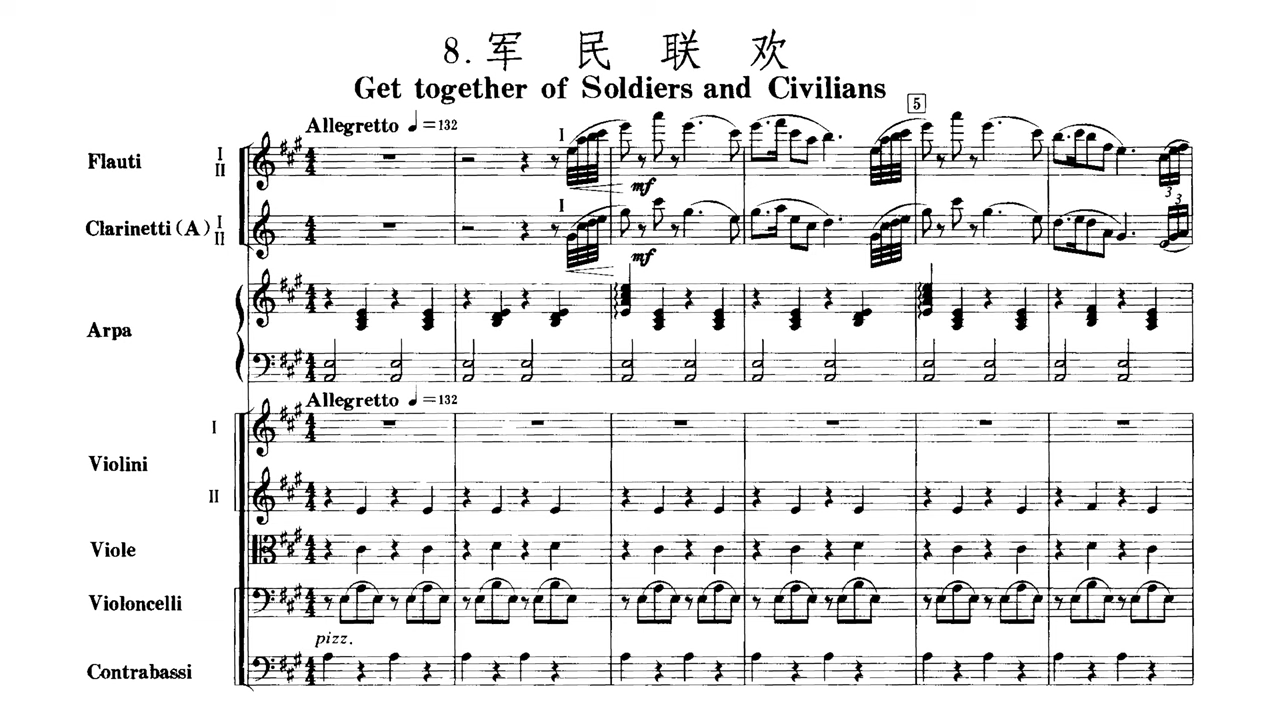 8. 军 民 联 欢
Get together of Soldiers and Civilians
5
Allegretto ♩=132
Flauti I II
I
mf
3
Clarinetti (A) I II
I
mf
3
Arpa
Allegretto ♩=132
I
Violini
II
Viole
Violoncelli
pizz.
Contrabassi